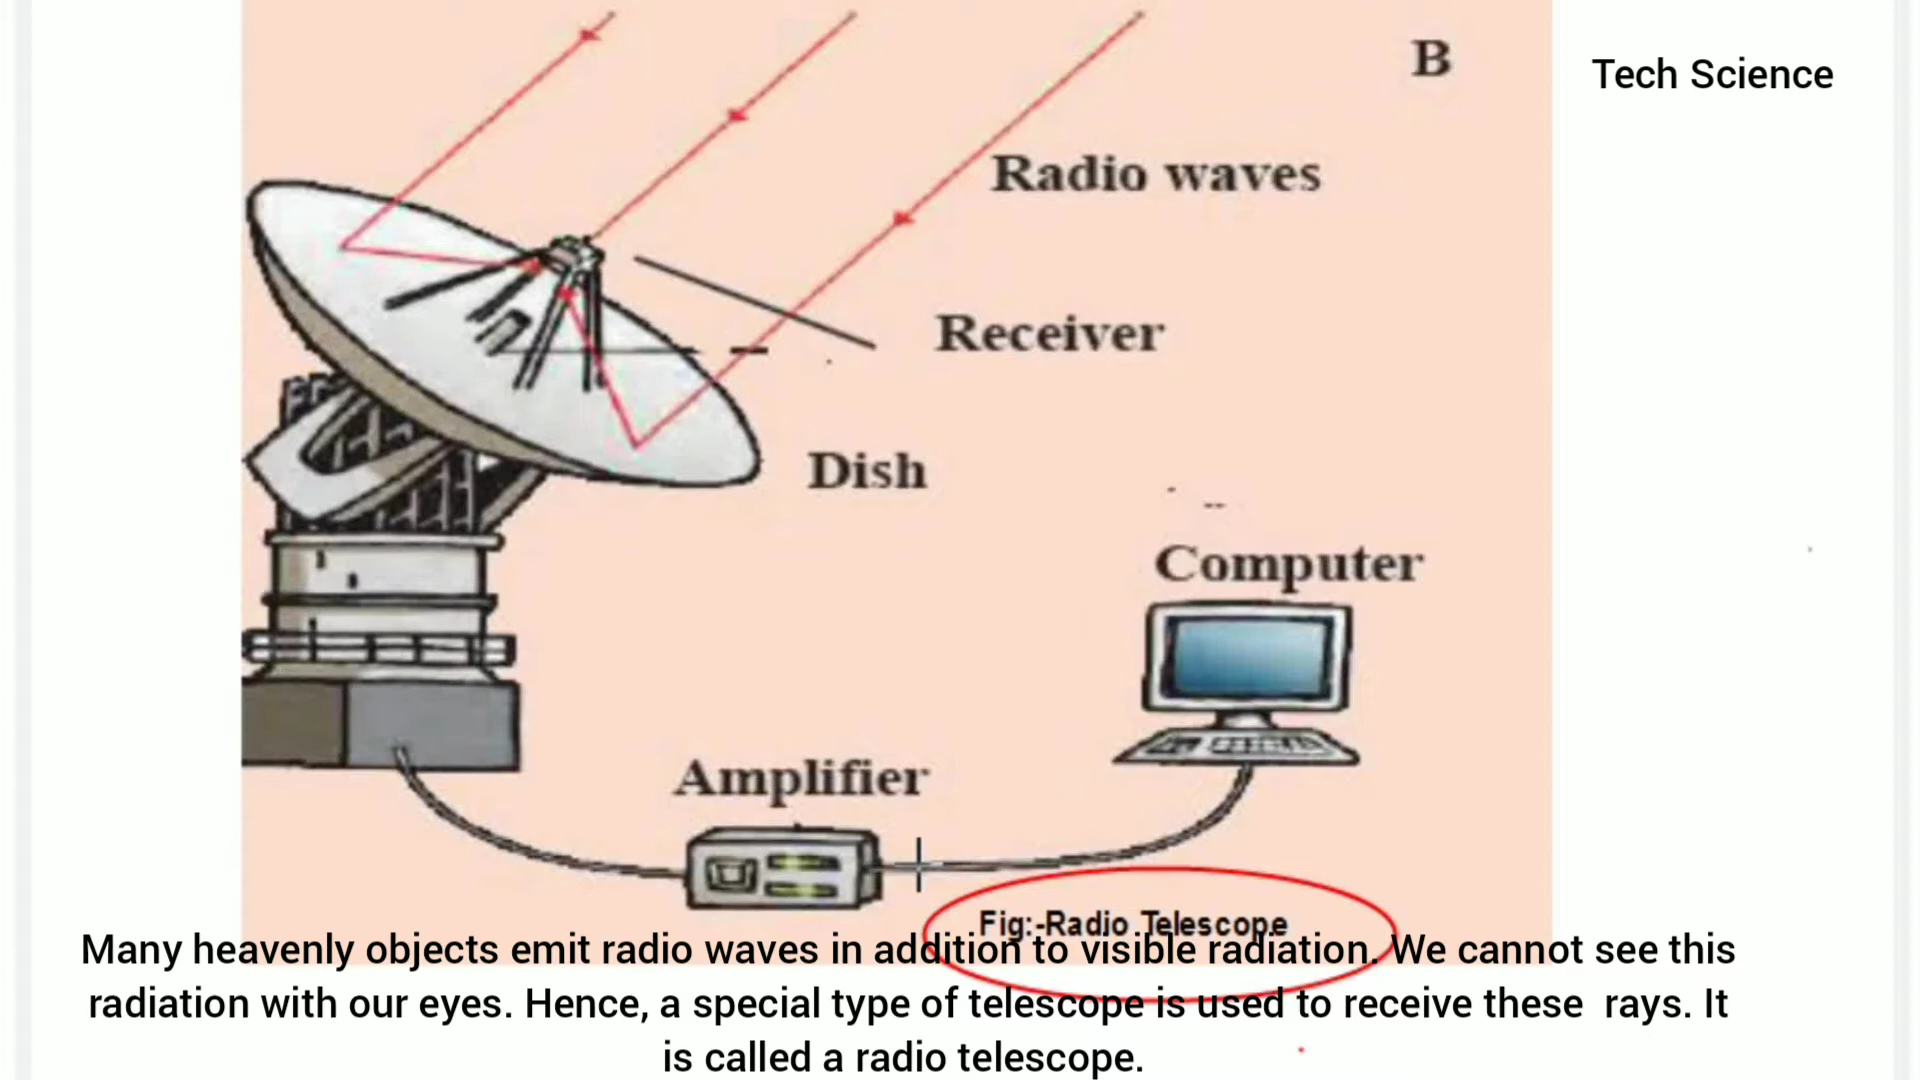 B
Tech Science
Radio waves
Receiver
Dish
Computer
Amplifier
Fig:-Radio Telescope
Many heavenly objects emit radio waves in addition to visible radiation. We cannot see this
radiation with our eyes. Hence, a special type of telescope is used to receive these  rays. It
is called a radio telescope.